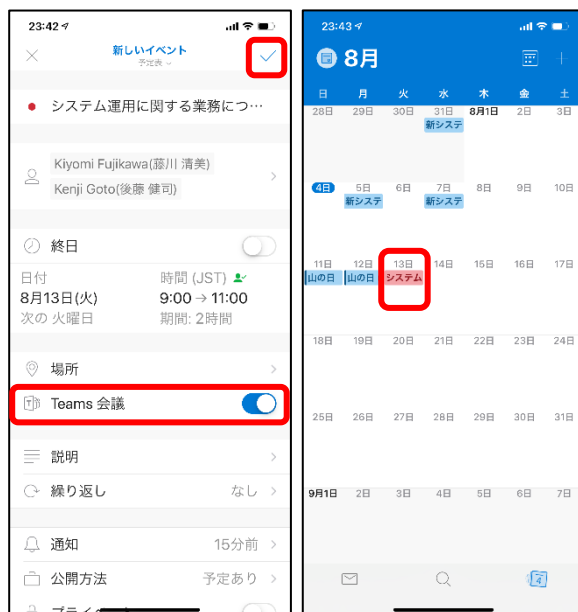 23:42
新しいイベント
予定表
システム運用に関する業務につ…
Kiyomi Fujikawa(藤川 清美)
Kenji Goto(後藤 健司)
終日
日付 時間 (JST)
8月13日(火) 9:00 → 11:00
次の 火曜日 期間: 2時間
場所
Teams 会議
説明
繰り返し なし
通知 15分前
公開方法 予定あり
23:43
8月
日 月 火 水 木 金 土
28日 29日 30日 31日 8月1日 2日 3日
新システ
4日 5日 6日 7日 8日 9日 10日
新システ 新システ
11日 12日 13日 14日 15日 16日 17日
山の日 山の日 システム
18日 19日 20日 21日 22日 23日 24日
25日 26日 27日 28日 29日 30日 31日
9月1日 2日 3日 4日 5日 6日 7日
4